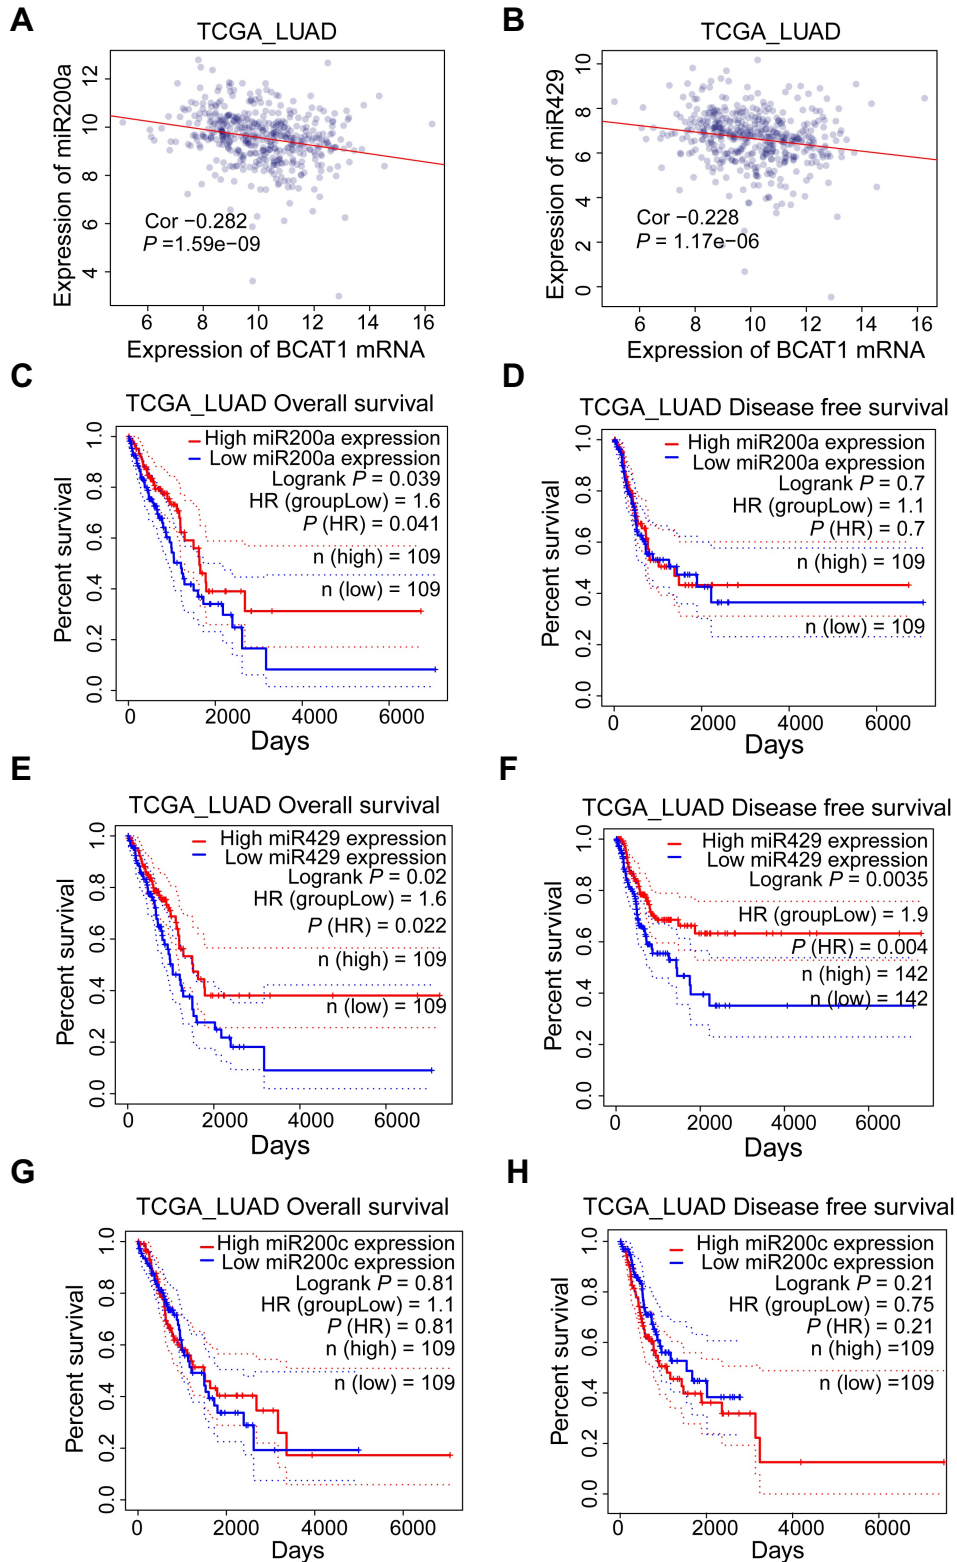 A
TCGA_LUAD
Expression of miR200a
12
10
8
6
4
Cor −0.282
P =1.59e−09
6 8 10 12 14 16
Expression of BCAT1 mRNA
B
TCGA_LUAD
Expression of miR429
10
8
6
4
2
0
Cor −0.228
P = 1.17e−06
6 8 10 12 14 16
Expression of BCAT1 mRNA
C
TCGA_LUAD Overall survival
Percent survival
1.0
0.8
0.6
0.4
0.2
0.0
High miR200a expression
Low miR200a expression
Logrank P = 0.039
HR (groupLow) = 1.6
P (HR) = 0.041
n (high) = 109
n (low) = 109
0 2000 4000 6000
Days
D
TCGA_LUAD Disease free survival
Percent survival
1.0
0.8
0.6
0.4
0.2
0.0
High miR200a expression
Low miR200a expression
Logrank P = 0.7
HR (groupLow) = 1.1
P (HR) = 0.7
n (high) = 109
n (low) = 109
0 2000 4000 6000
Days
E
TCGA_LUAD Overall survival
Percent survival
1.0
0.8
0.6
0.4
0.2
0.0
High miR429 expression
Low miR429 expression
Logrank P = 0.02
HR (groupLow) = 1.6
P (HR) = 0.022
n (high) = 109
n (low) = 109
0 2000 4000 6000
Days
F
TCGA_LUAD Disease free survival
Percent survival
1.0
0.8
0.6
0.4
0.2
0.0
High miR429 expression
Low miR429 expression
Logrank P = 0.0035
HR (groupLow) = 1.9
P (HR) = 0.004
n (high) = 142
n (low) = 142
0 2000 4000 6000
Days
G
TCGA_LUAD Overall survival
Percent survival
1.0
0.8
0.6
0.4
0.2
0.0
High miR200c expression
Low miR200c expression
Logrank P = 0.81
HR (groupLow) = 1.1
P (HR) = 0.81
n (high) = 109
n (low) = 109
0 2000 4000 6000
Days
H
TCGA_LUAD Disease free survival
Percent survival
1.0
0.8
0.6
0.4
0.2
0.0
High miR200c expression
Low miR200c expression
Logrank P = 0.21
HR (groupLow) = 0.75
P (HR) = 0.21
n (high) =109
n (low) =109
0 2000 4000 6000
Days